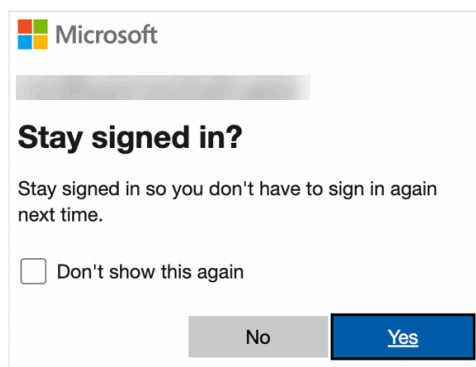 Microsoft
Stay signed in?
Stay signed in so you don't have to sign in again
next time.
Don't show this again
No
Yes